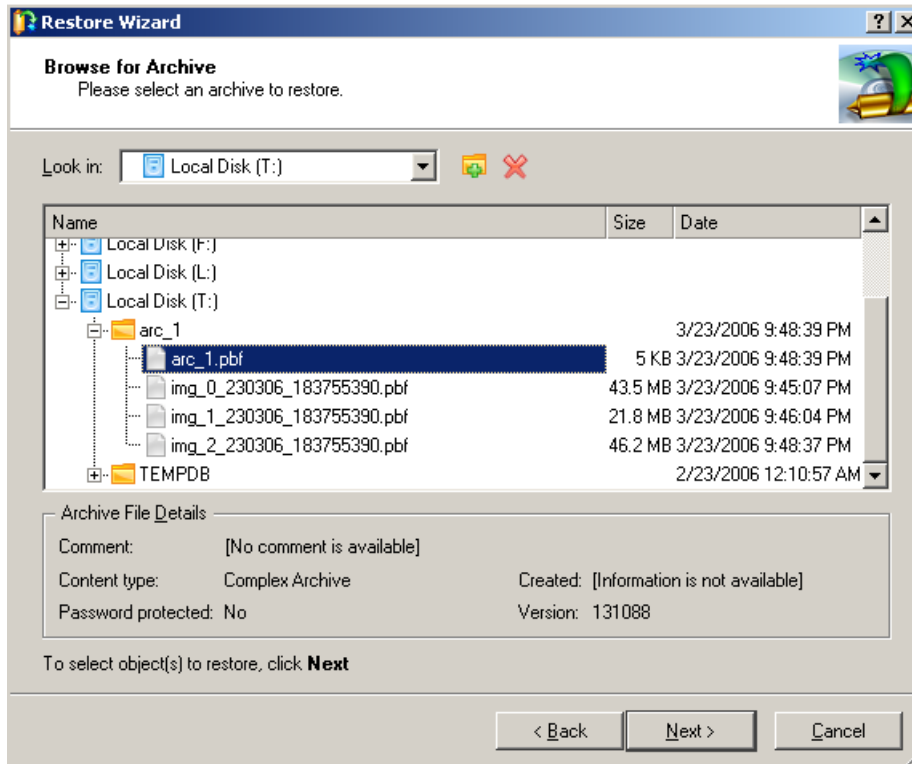 Restore Wizard
Browse for Archive
Please select an archive to restore.
Look in: Local Disk (T:)
Name Size Date
Local Disk (F:)
Local Disk (L:)
Local Disk (T:)
arc_1 3/23/2006 9:48:39 PM
arc_1.pbf 5 KB 3/23/2006 9:48:39 PM
img_0_230306_183755390.pbf 43.5 MB 3/23/2006 9:45:07 PM
img_1_230306_183755390.pbf 21.8 MB 3/23/2006 9:46:04 PM
img_2_230306_183755390.pbf 46.2 MB 3/23/2006 9:48:37 PM
TEMPDB 2/23/2006 12:10:57 AM
Archive File Details
Comment: [No comment is available]
Content type: Complex Archive Created: [Information is not available]
Password protected: No Version: 131088
To select object(s) to restore, click Next
< Back Next > Cancel